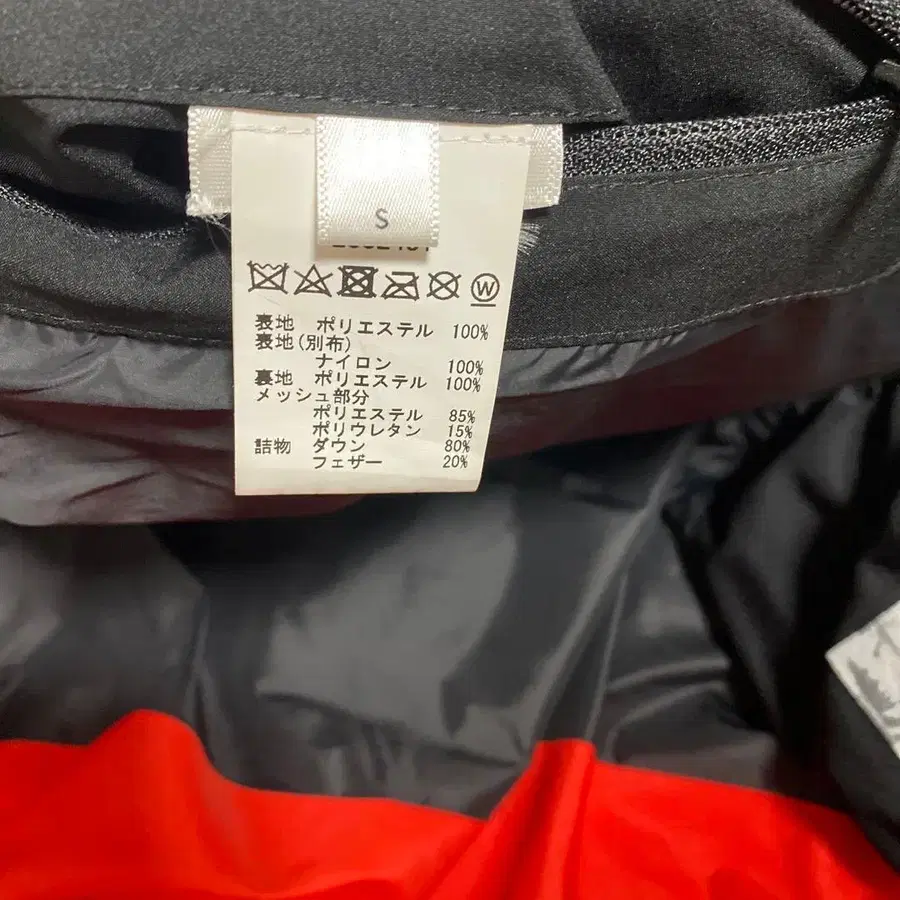 S
W
表地 ポリエステル 100%
表地(別布)
ナイロン 100%
裏地 ポリエステル 100%
メッシュ部分
ポリエステル 85%
ポリウレタン 15%
詰物 ダウン 80%
フェザー 20%